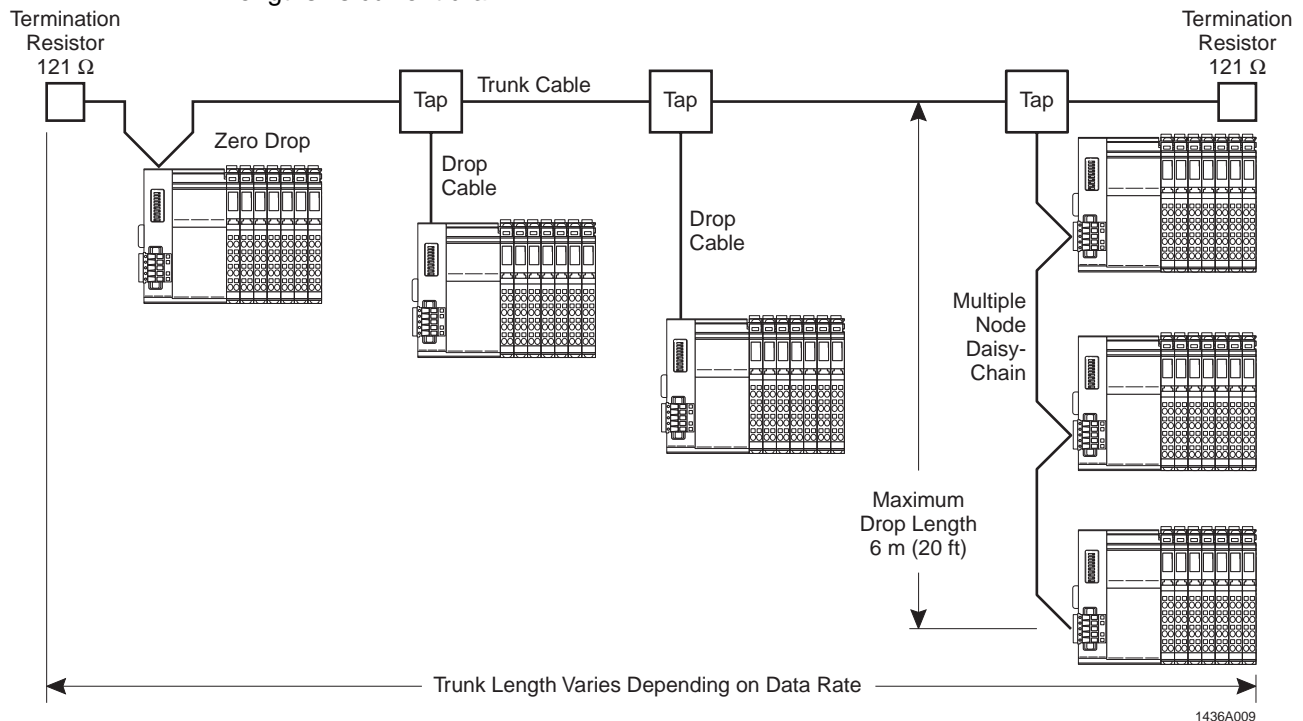 Termination
Resistor
121 Ω
Termination
Resistor
121 Ω
Tap
Trunk Cable
Tap
Tap
Zero Drop
Drop
Cable
Drop
Cable
Multiple
Node
Daisy-
Chain
Maximum
Drop Length
6 m (20 ft)
Trunk Length Varies Depending on Data Rate
1436A009